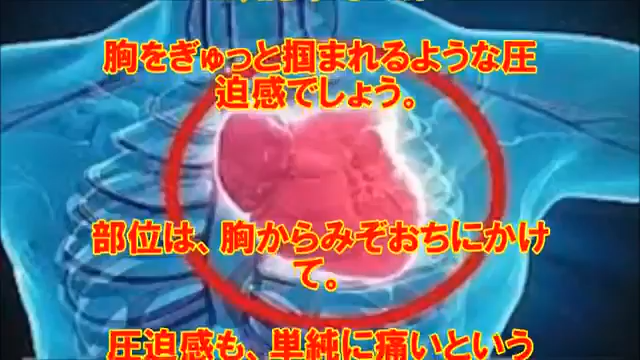 胸をぎゅっと掴まれるような圧
迫感でしょう。
部位は、胸からみぞおちにかけ
て。
圧迫感も、単純に痛いという